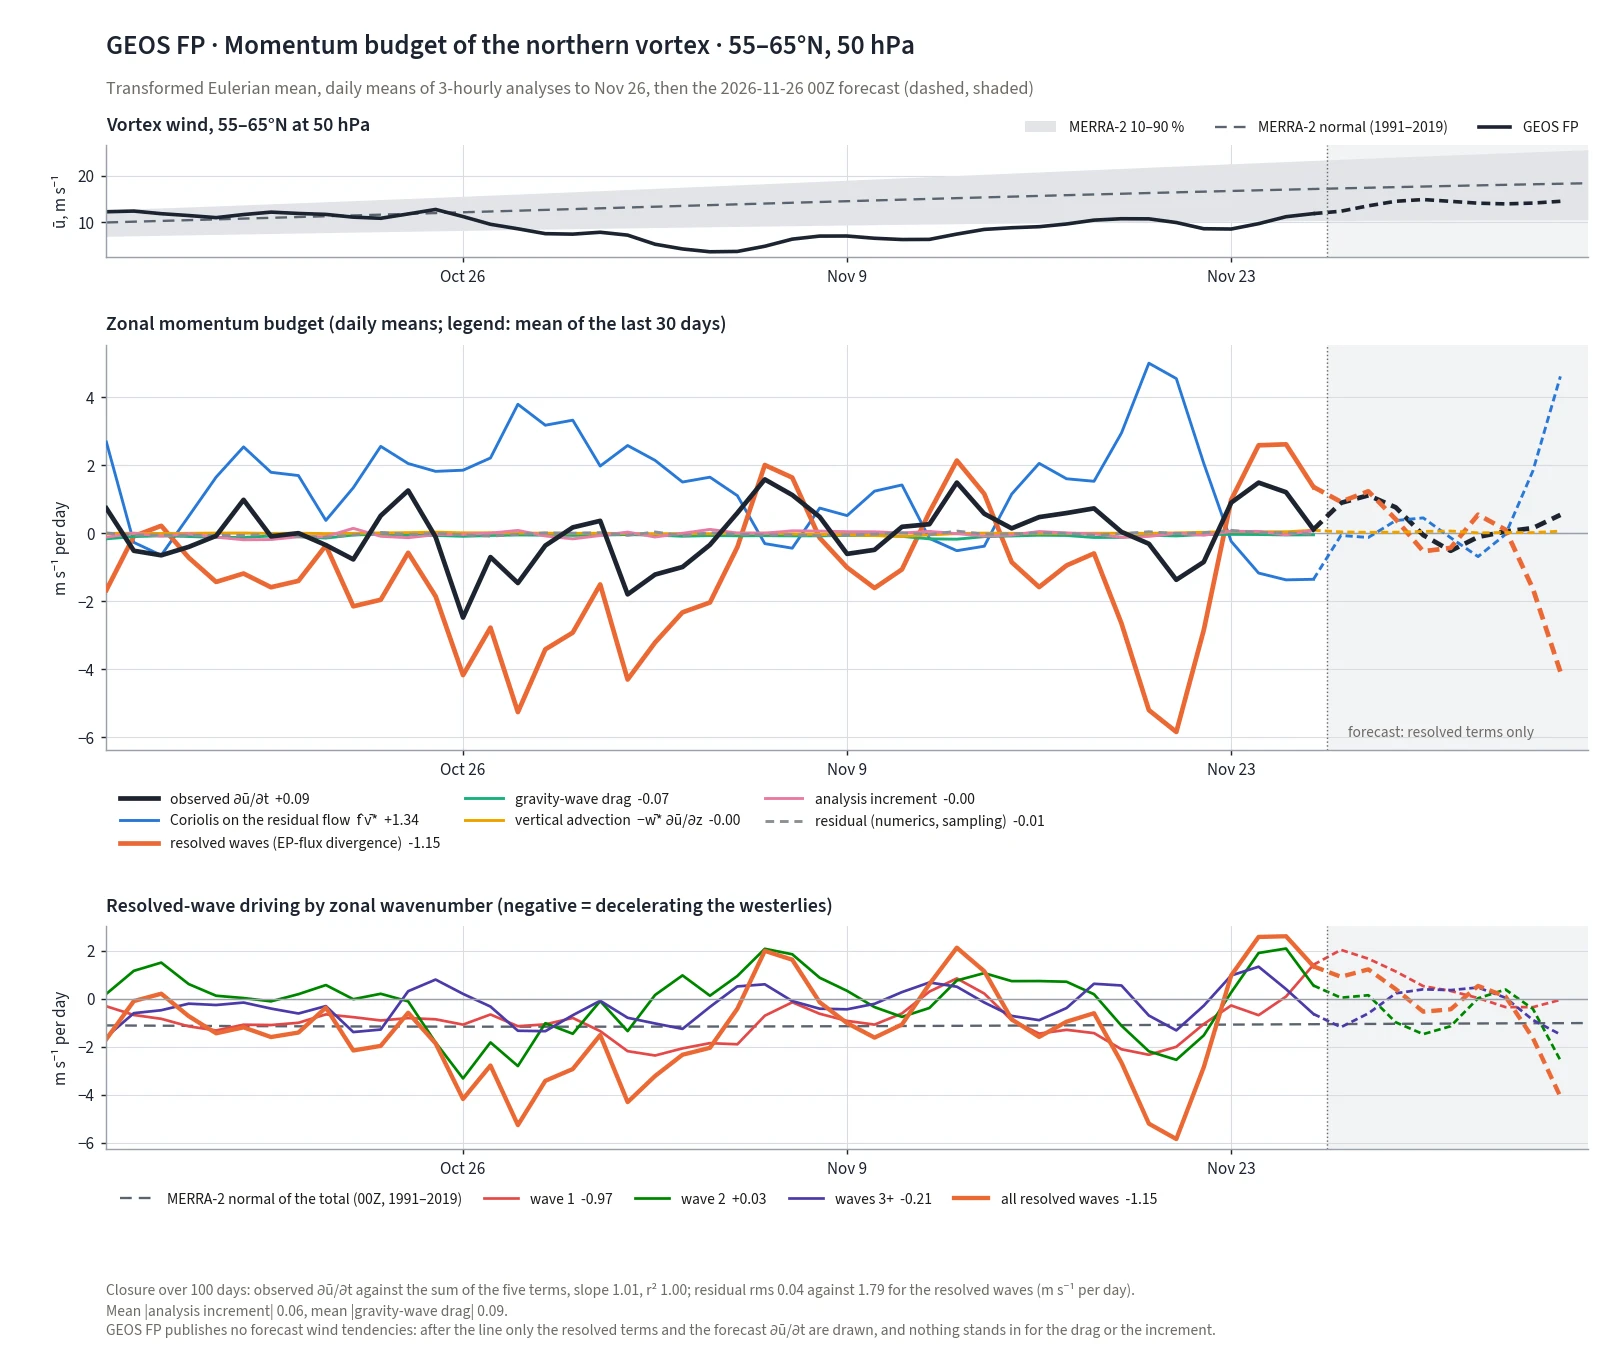 GEOS FP · Momentum budget of the northern vortex · 55–65°N, 50 hPa
Transformed Eulerian mean, daily means of 3-hourly analyses to Nov 26, then the 2026-11-26 00Z forecast (dashed, shaded)
Vortex wind, 55–65°N at 50 hPa
MERRA-2 10–90 %
MERRA-2 normal (1991–2019)
GEOS FP
ū, m s⁻¹
20
10
Oct 26
Nov 9
Nov 23
Zonal momentum budget (daily means; legend: mean of the last 30 days)
m s⁻¹ per day
4
2
0
−2
−4
−6
forecast: resolved terms only
Oct 26
Nov 9
Nov 23
observed ∂ū/∂t +0.09
Coriolis on the residual flow f v̄* +1.34
resolved waves (EP-flux divergence) -1.15
gravity-wave drag -0.07
vertical advection −w̄* ∂ū/∂z -0.00
analysis increment -0.00
residual (numerics, sampling) -0.01
Resolved-wave driving by zonal wavenumber (negative = decelerating the westerlies)
m s⁻¹ per day
2
0
−2
−4
−6
Oct 26
Nov 9
Nov 23
MERRA-2 normal of the total (00Z, 1991–2019)
wave 1 -0.97
wave 2 +0.03
waves 3+ -0.21
all resolved waves -1.15
Closure over 100 days: observed ∂ū/∂t against the sum of the five terms, slope 1.01, r² 1.00; residual rms 0.04 against 1.79 for the resolved waves (m s⁻¹ per day).
Mean |analysis increment| 0.06, mean |gravity-wave drag| 0.09.
GEOS FP publishes no forecast wind tendencies: after the line only the resolved terms and the forecast ∂ū/∂t are drawn, and nothing stands in for the drag or the increment.